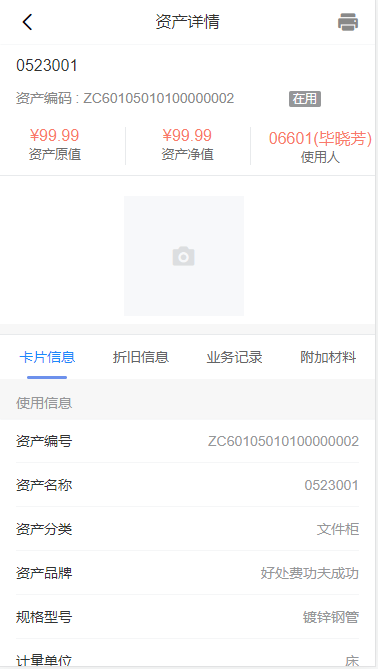 资产详情
0523001
资产编码 : ZC60105010100000002 在用
¥99.99 ¥99.99 06601(毕晓芳)
资产原值 资产净值 使用人
卡片信息 折旧信息 业务记录 附加材料
使用信息
资产编号 ZC60105010100000002
资产名称 0523001
资产分类 文件柜
资产品牌 好处费功夫成功
规格型号 镀锌钢管
计量单位 床